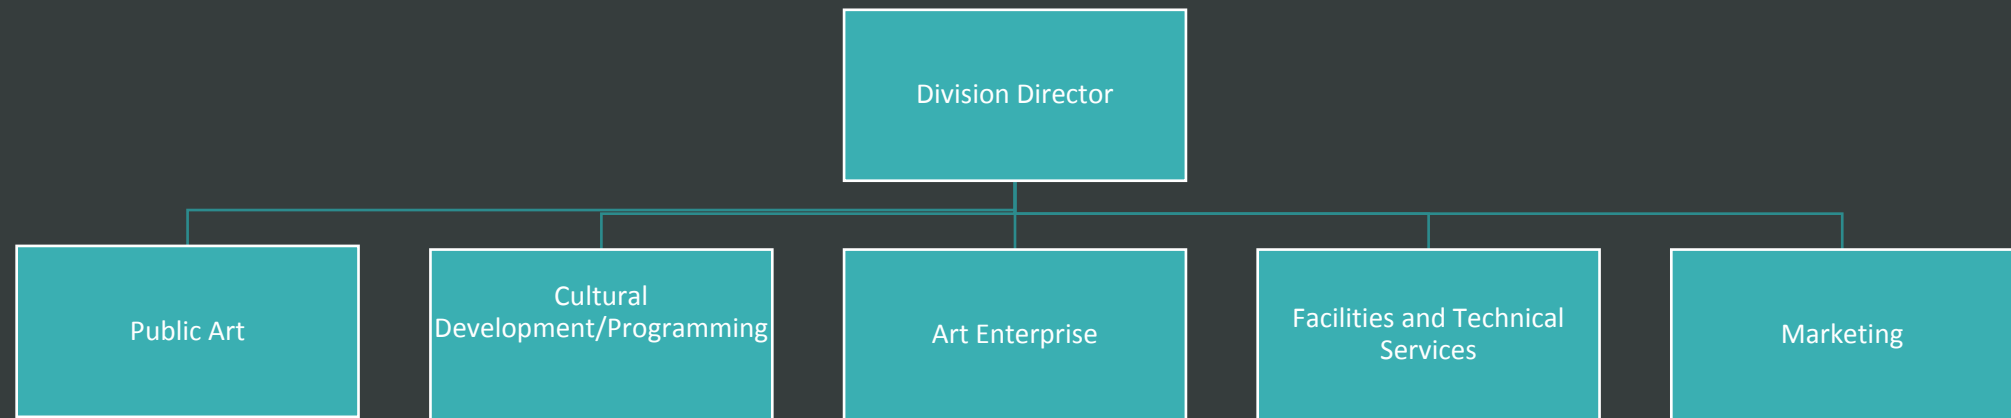 Division Director
Public Art
Cultural
Development/Programming
Art Enterprise
Facilities and Technical
Services
Marketing